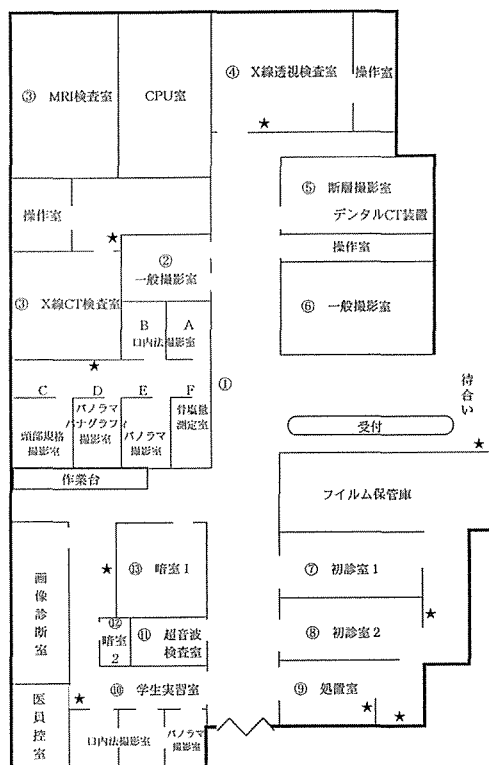 ③ MRI検査室
CPU室
④ X線透視検査室
操作室
★
⑤ 断層撮影室
デンタルCT装置
操作室
操作室
★
②
一般撮影室
③ X線CT検査室
⑥ 一般撮影室
B
A
口内法撮影室
★
①
C
D
E
F
頭部規格
撮影室
パノラマ
パナグラフィ
撮影室
パノラマ
撮影室
骨塩量
測定室
待合い
受付
★
作業台
フイルム保管庫
画像診断室
★
⑬ 暗室1
⑦ 初診室1
★
⑫
暗室
2
⑪ 超音波
検査室
⑧ 初診室2
⑩ 学生実習室
⑨ 処置室
★
★
★
医員控室
口内法撮影室
パノラマ
撮影室